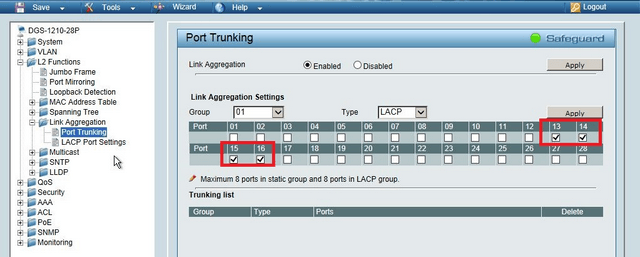 Save Tools Wizard Help Logout
DGS-1210-28P
System
VLAN
L2 Functions
Jumbo Frame
Port Mirroring
Loopback Detection
MAC Address Table
Spanning Tree
Link Aggregation
Port Trunking
LACP Port Settings
Multicast
SNTP
LLDP
QoS
Security
AAA
ACL
PoE
SNMP
Monitoring
Port Trunking
Safeguard
Link Aggregation Enabled Disabled Apply
Link Aggregation Settings
Group 01 Type LACP Apply
Port 01 02 03 04 05 06 07 08 09 10 11 12 13 14
Port 15 16 17 18 19 20 21 22 23 24 25 26 27 28
Maximum 8 ports in static group and 8 ports in LACP group.
Trunking list
Group Type Ports Delete